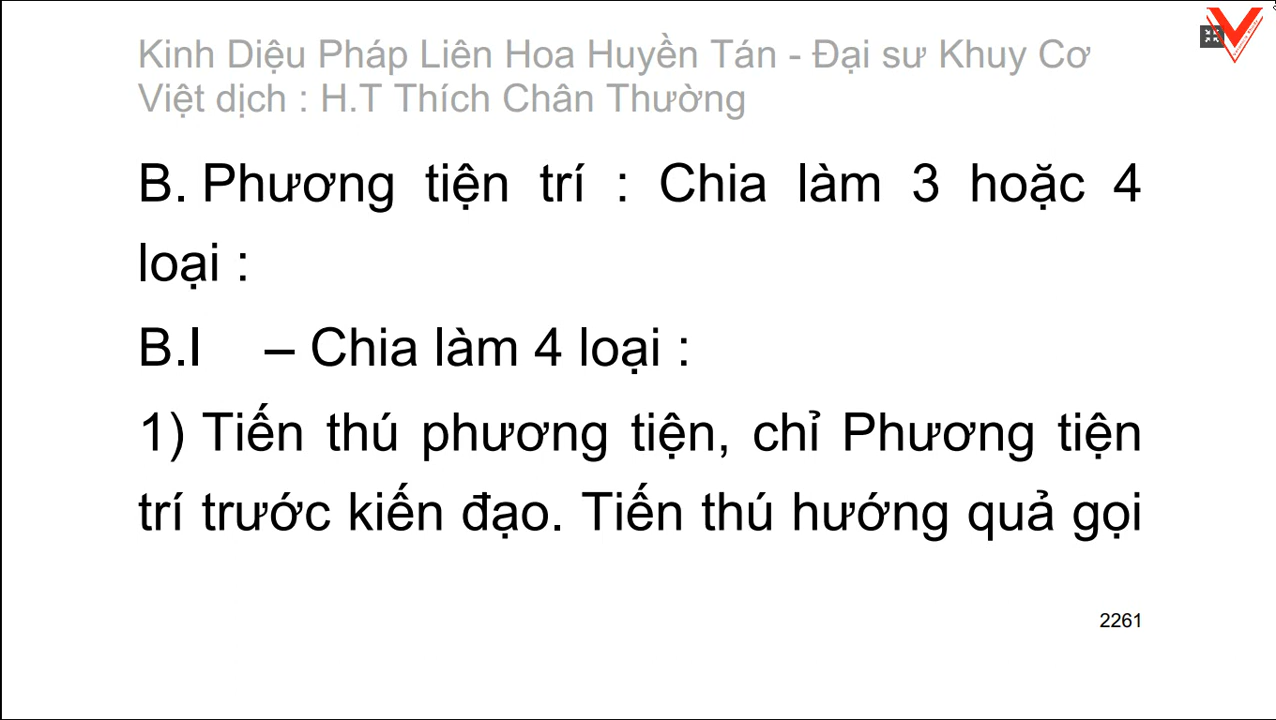 Kinh Diệu Pháp Liên Hoa Huyền Tán - Đại sư Khuy Cơ
Việt dịch : H.T Thích Chân Thường
B. Phương tiện trí : Chia làm 3 hoặc 4
loại :
B.I – Chia làm 4 loại :
1) Tiến thú phương tiện, chỉ Phương tiện
trí trước kiến đạo. Tiến thú hướng quả gọi
2261